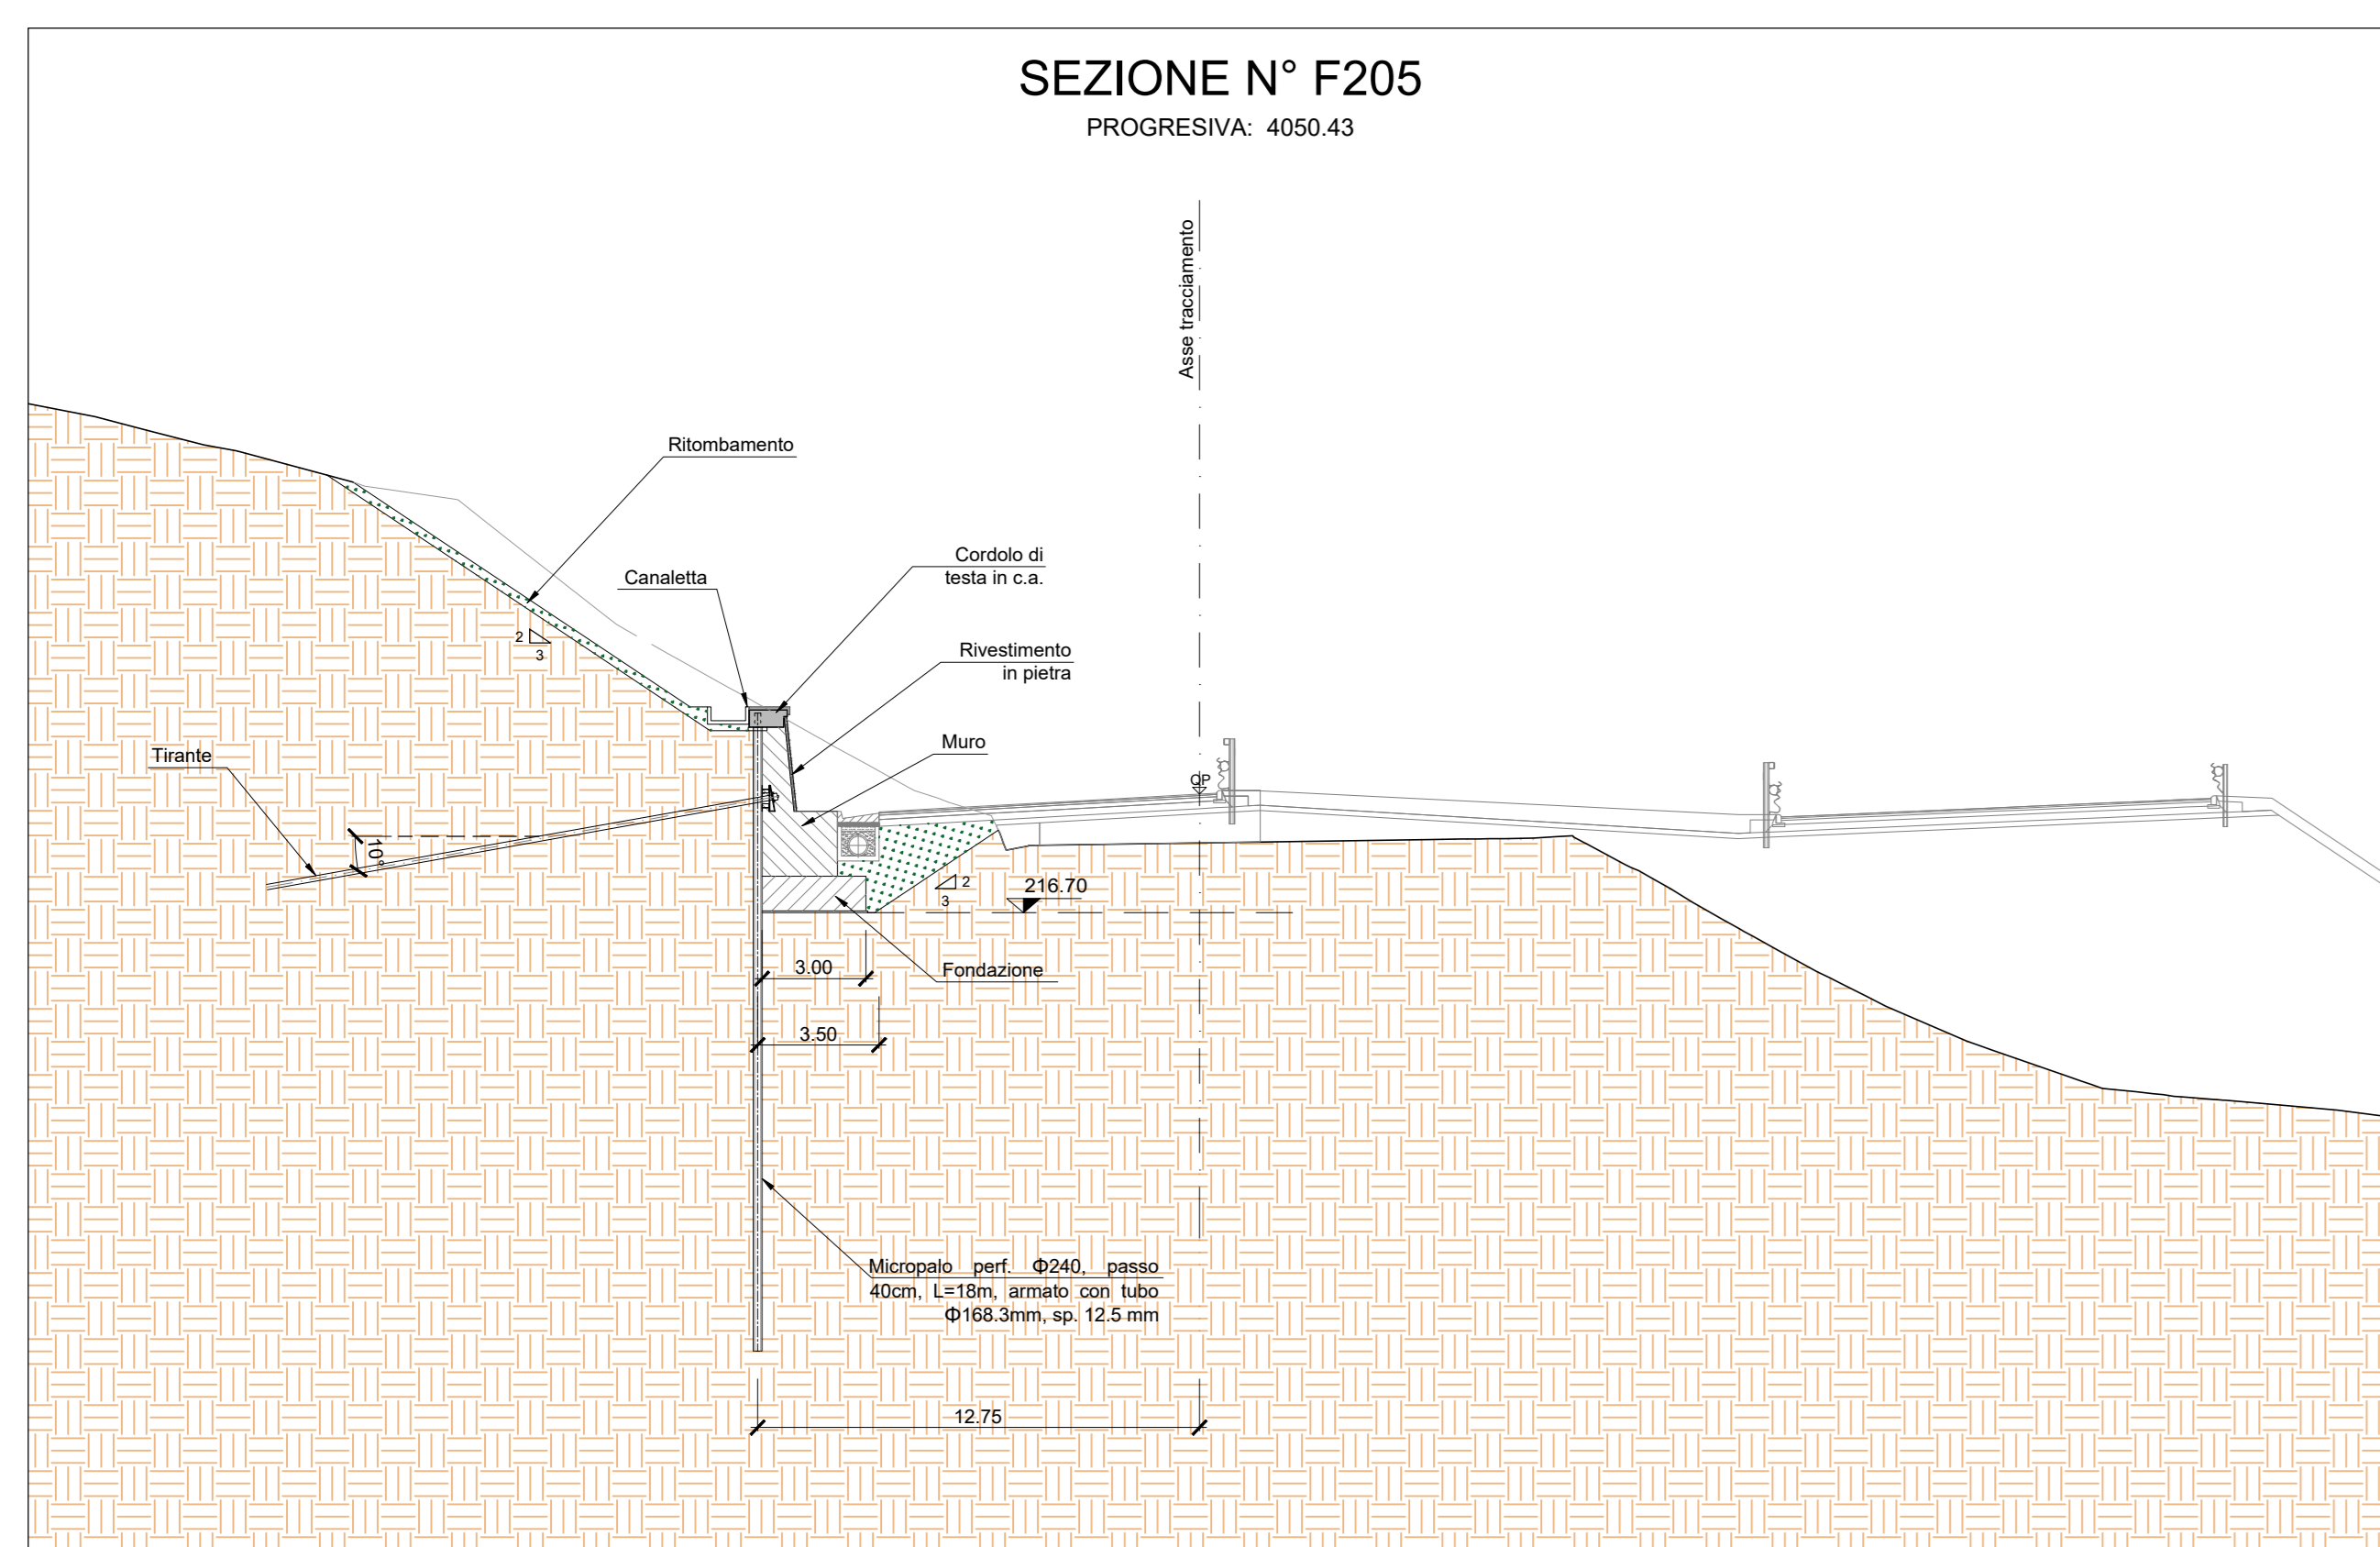 SEZIONE N° F205
PROGRESIVA: 4050.43
Asse tracciamento
Ritombamento
Canaletta
Cordolo di
testa in c.a.
2
3
Rivestimento
in pietra
Muro
Tirante
QP
10°
2
3
216.70
3.00
Fondazione
3.50
Micropalo perf. Φ240, passo
40cm, L=18m, armato con tubo
Φ168.3mm, sp. 12.5 mm
12.75